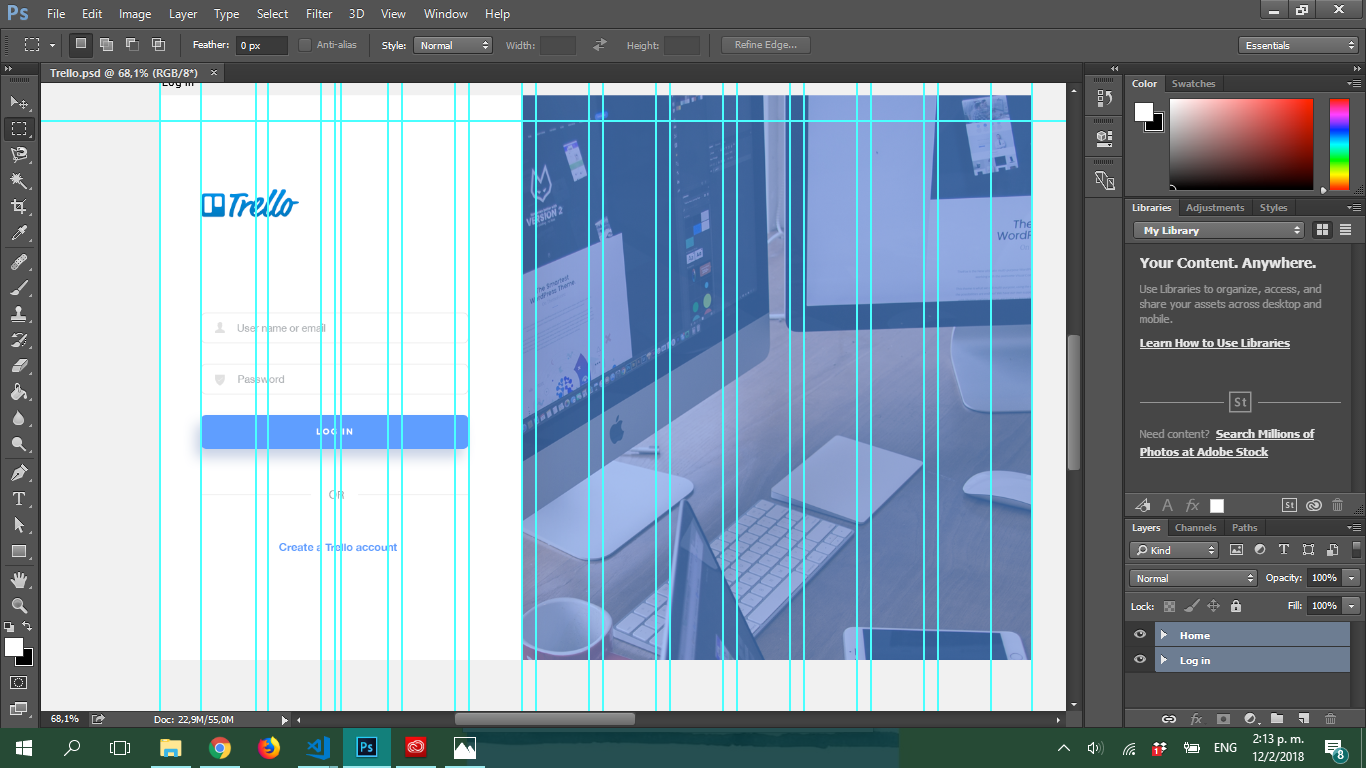 Ps File Edit Image Layer Type Select Filter 3D View Window Help
Feather: 0 px Anti-alias Style: Normal Width: Height: Refine Edge... Essentials
Trello.psd @ 68,1% (RGB/8*) ×
Log in
Trello
User name or email
Password
LOG IN
OR
Create a Trello account
VERSION 2
The Smartest
WordPress Theme
The
Color Swatches
Libraries Adjustments Styles
My Library
Your Content. Anywhere.
Use Libraries to organize, access, and
share your assets across desktop and
mobile.
Learn How to Use Libraries
St
Need content? Search Millions of
Photos at Adobe Stock
A fx St
Layers Channels Paths
Kind T
Normal Opacity: 100%
Lock: Fill: 100%
Home
Log in
fx
68,1% Doc: 22,9M/55,0M
Ps
ENG
2:13 p. m.
12/2/2018
8